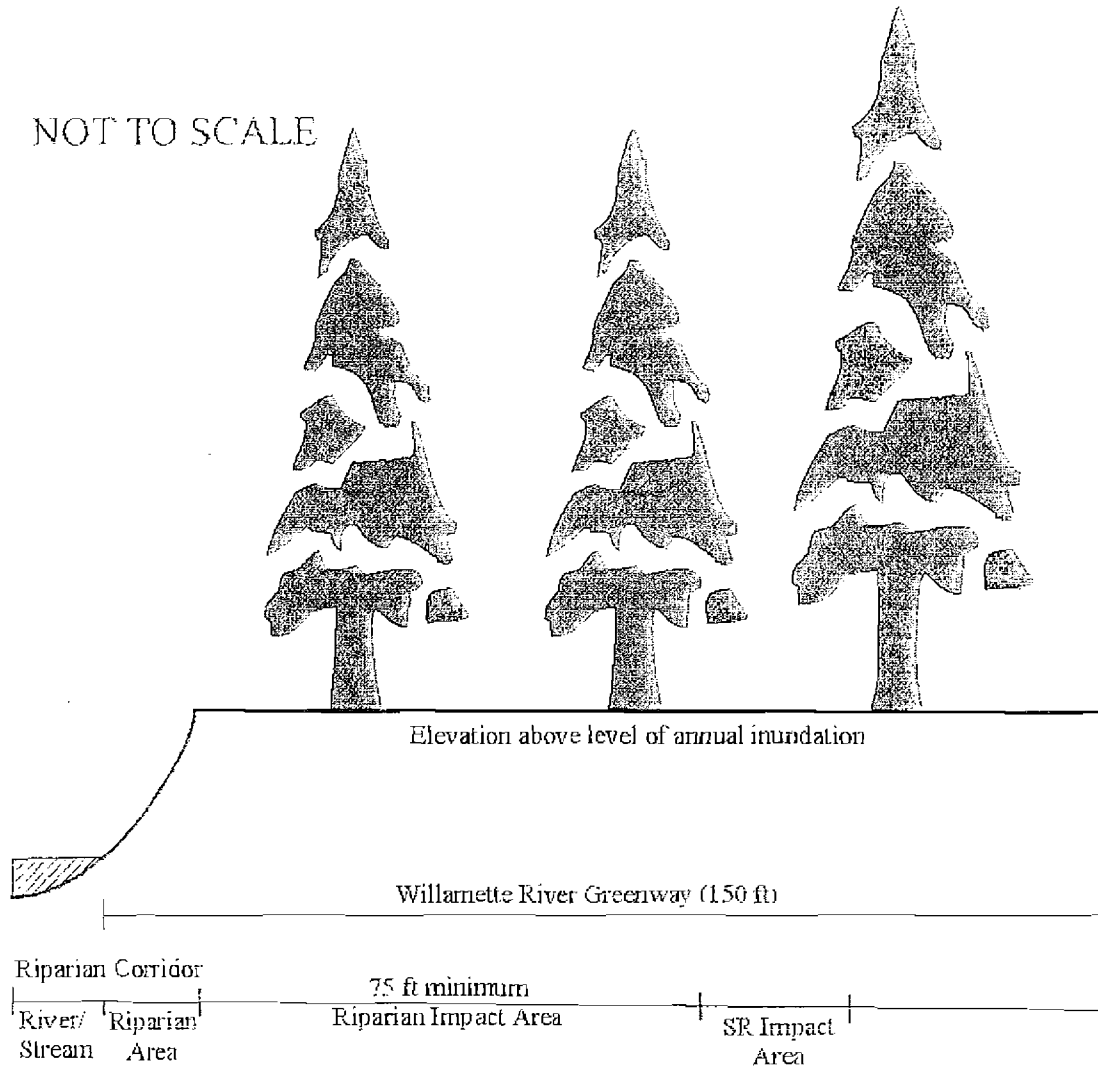 NOT TO SCALE
Elevation above level of annual inundation
Willamette River Greenway (150 ft)
Riparian Corridor
75 ft minimum
River/
Stream
Riparian
Area
Riparian Impact Area
SR Impact
Area